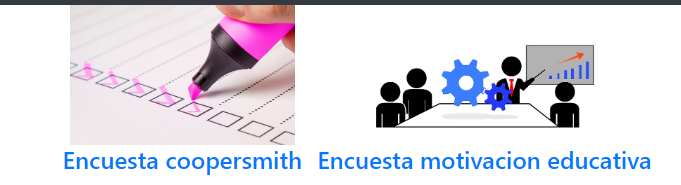 Encuesta coopersmith
Encuesta motivacion educativa